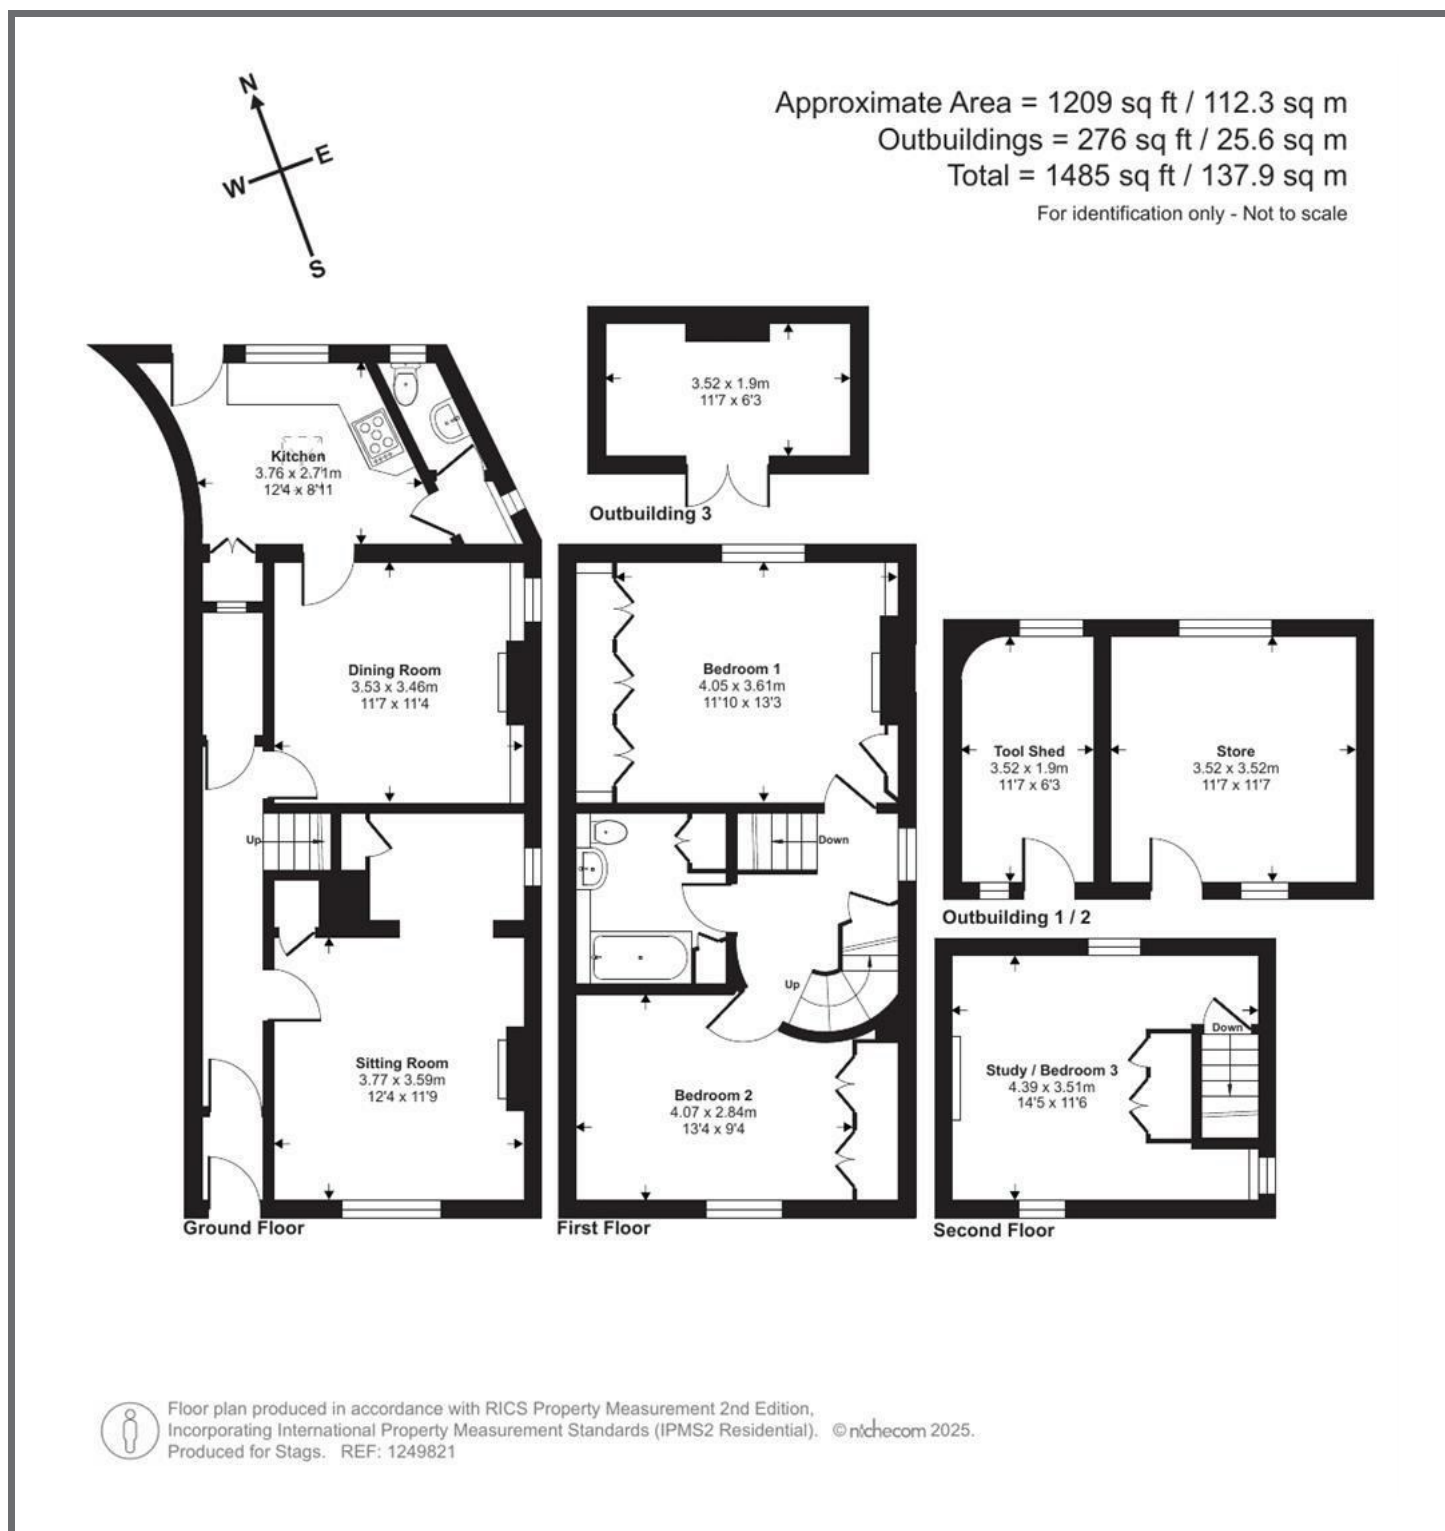 N
E
W
S
Approximate Area = 1209 sq ft / 112.3 sq m
Outbuildings = 276 sq ft / 25.6 sq m
Total = 1485 sq ft / 137.9 sq m
For identification only - Not to scale
Kitchen
3.76 x 2.71m
12'4 x 8'11
Dining Room
3.53 x 3.46m
11'7 x 11'4
Up
Sitting Room
3.77 x 3.59m
12'4 x 11'9
Ground Floor
3.52 x 1.9m
11'7 x 6'3
Outbuilding 3
Bedroom 1
4.05 x 3.61m
11'10 x 13'3
Down
Up
Bedroom 2
4.07 x 2.84m
13'4 x 9'4
First Floor
Tool Shed
3.52 x 1.9m
11'7 x 6'3
Store
3.52 x 3.52m
11'7 x 11'7
Outbuilding 1 / 2
Down
Study / Bedroom 3
4.39 x 3.51m
14'5 x 11'6
Second Floor
Floor plan produced in accordance with RICS Property Measurement 2nd Edition,
Incorporating International Property Measurement Standards (IPMS2 Residential). © nichecom 2025.
Produced for Stags. REF: 1249821